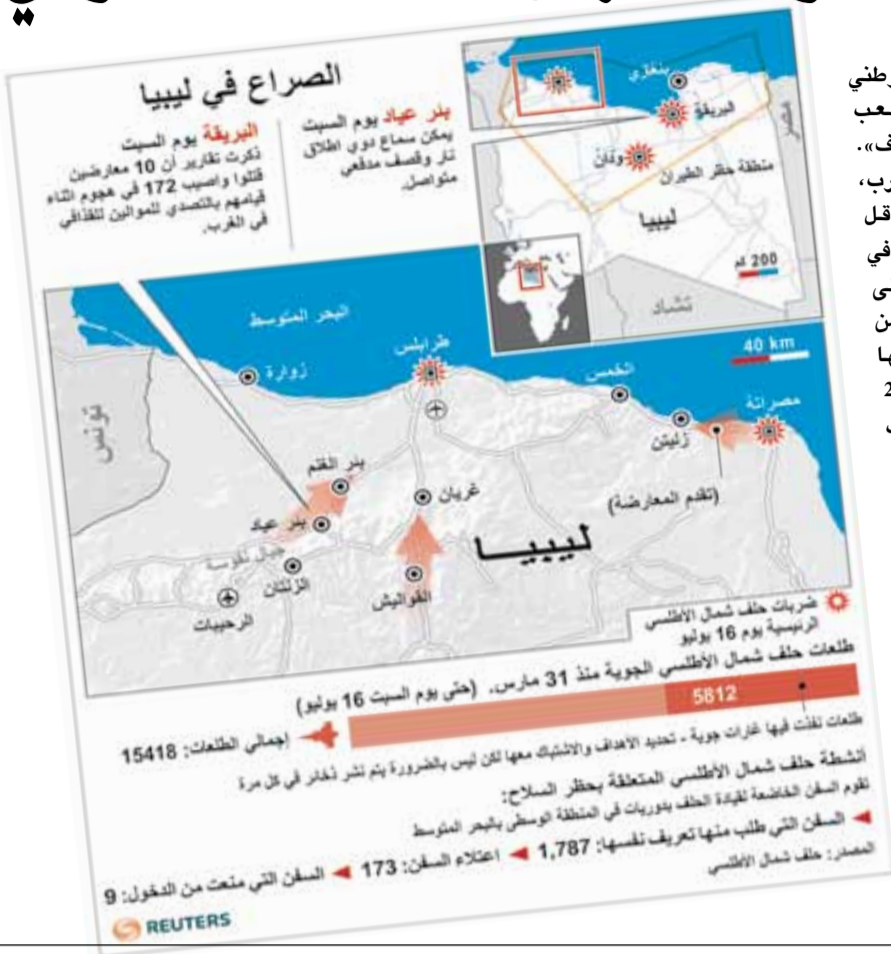 الصراع في ليبيا
بئر عياد يوم السبت
يمكن سماع دوي اطلاق
نار وقصف مدفعي
متواصل.
البريقة يوم السبت
ذكرت تقارير أن 10 معارضين
قتلوا واصيب 172 في هجوم اثناء
قيامهم بالتصدي للموالين للقذافي
في الغرب.
بنغازي
البريقة
مصر
ودان
منطقة حظر الطيران
ليبيا
200 كم
تشاد
البحر المتوسط
40 km
طرابلس
زوارة
الخمس
مصراتة
زليتن
تونس
بئر الغنم
غريان
(تقدم المعارضة)
بئر عياد
ليبيا
جبال نفوسة
الزنتان
القواليش
الرحيبات
ضربات حلف شمال الأطلسي
الرئيسية يوم 16 يوليو
طلعات حلف شمال الأطلسي الجوية منذ 31 مارس. (حتى يوم السبت 16 يوليو)
5812
إجمالي الطلعات: 15418
طلعات نفذت فيها غارات جوية - تحديد الأهداف والاشتباك معها لكن ليس بالضرورة يتم نشر ذخائر في كل مرة
أنشطة حلف شمال الأطلسي المتعلقة بحظر السلاح:
تقوم السفن الخاضعة لقيادة الحلف بدوريات في المنطقة الوسطى بالبحر المتوسط
السفن التي طلب منها تعريف نفسها: 1,787 اعتلاء السفن: 173 السفن التي منعت من الدخول: 9
المصدر: حلف شمال الأطلسي
REUTERS